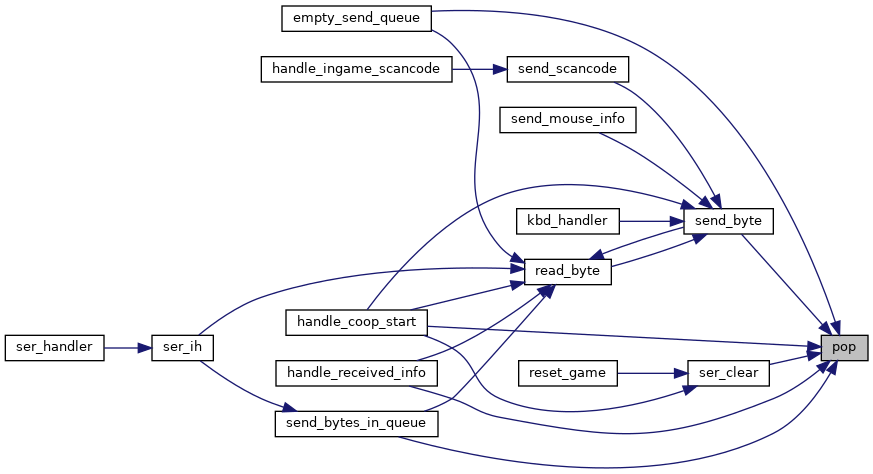 empty_send_queue
handle_ingame_scancode
send_scancode
send_mouse_info
kbd_handler
send_byte
read_byte
handle_coop_start
ser_handler
ser_ih
pop
handle_received_info
reset_game
ser_clear
send_bytes_in_queue